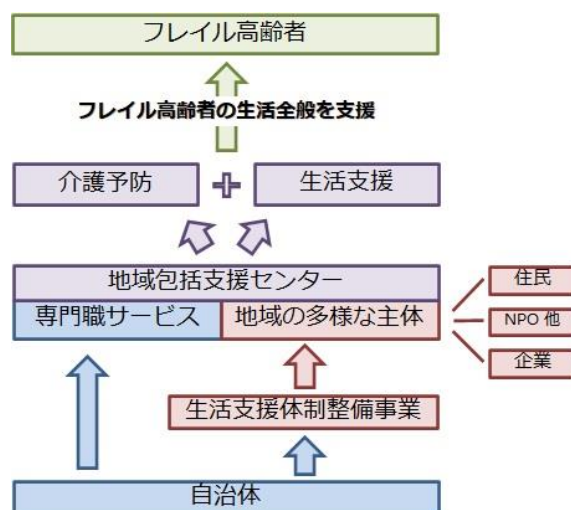 フレイル高齢者
フレイル高齢者の生活全般を支援
介護予防
生活支援
地域包括支援センター
専門職サービス
地域の多様な主体
住民
NPO 他
企業
生活支援体制整備事業
自治体